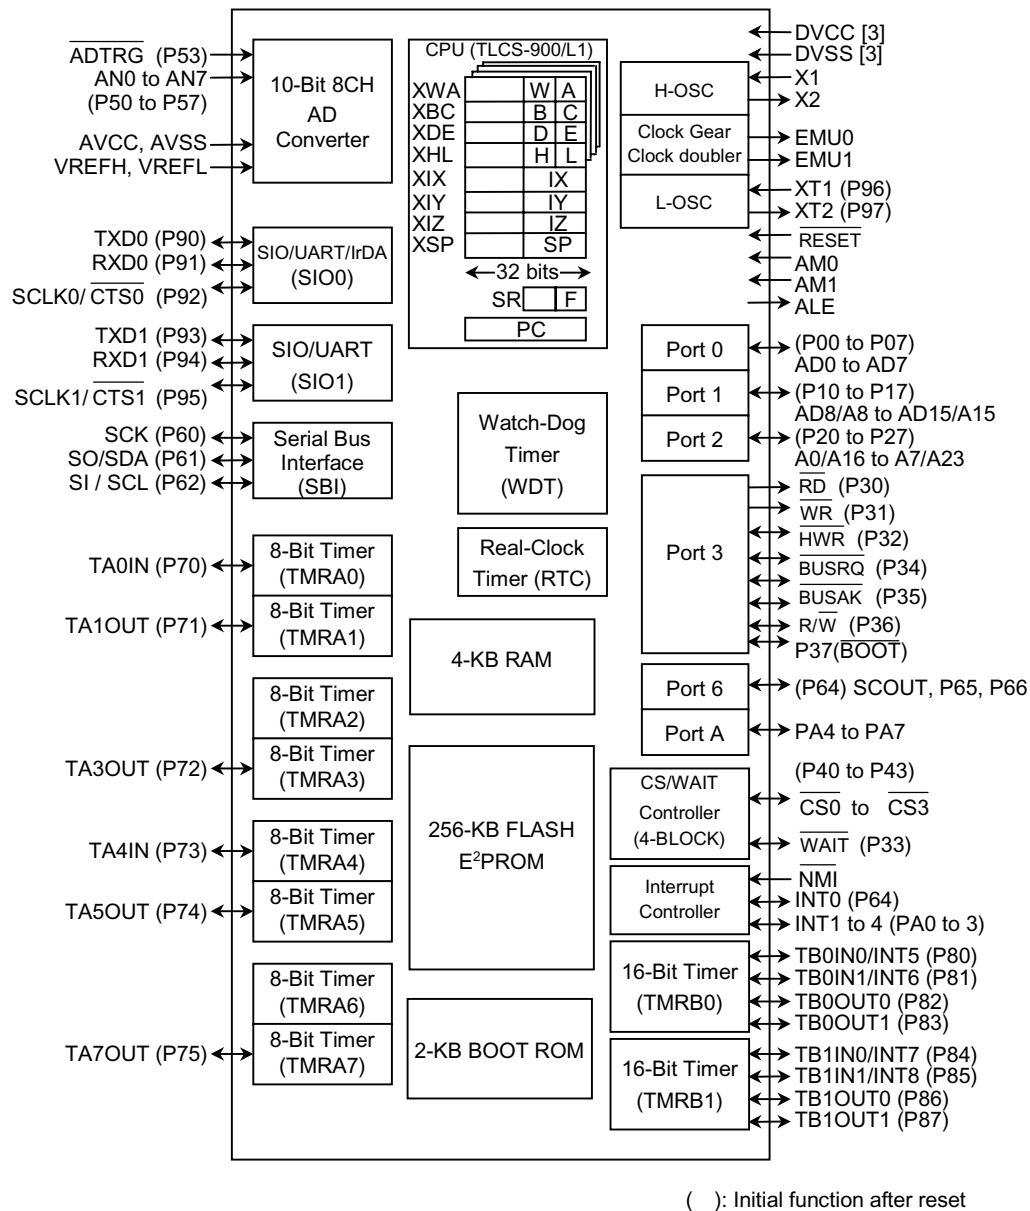 ADTRG (P53)
AN0 to AN7
(P50 to P57)
AVCC, AVSS
VREFH, VREFL
10-Bit 8CH
AD
Converter
TXD0 (P90)
RXD0 (P91)
SCLK0/ CTS0 (P92)
SIO/UART/IrDA
(SIO0)
TXD1 (P93)
RXD1 (P94)
SCLK1/ CTS1 (P95)
SIO/UART
(SIO1)
SCK (P60)
SO/SDA (P61)
SI / SCL (P62)
Serial Bus
Interface
(SBI)
TA0IN (P70)
8-Bit Timer
(TMRA0)
TA1OUT (P71)
8-Bit Timer
(TMRA1)
8-Bit Timer
(TMRA2)
TA3OUT (P72)
8-Bit Timer
(TMRA3)
TA4IN (P73)
8-Bit Timer
(TMRA4)
TA5OUT (P74)
8-Bit Timer
(TMRA5)
8-Bit Timer
(TMRA6)
TA7OUT (P75)
8-Bit Timer
(TMRA7)
CPU (TLCS-900/L1)
XWA W A
XBC B C
XDE D E
XHL H L
XIX IX
XIY IY
XIZ IZ
XSP SP
32 bits
SR F
PC
Watch-Dog
Timer
(WDT)
Real-Clock
Timer (RTC)
4-KB RAM
256-KB FLASH
E²PROM
2-KB BOOT ROM
DVCC [3]
DVSS [3]
H-OSC
X1
X2
Clock Gear
Clock doubler
EMU0
EMU1
L-OSC
XT1 (P96)
XT2 (P97)
RESET
AM0
AM1
ALE
Port 0
(P00 to P07)
AD0 to AD7
Port 1
(P10 to P17)
AD8/A8 to AD15/A15
Port 2
(P20 to P27)
A0/A16 to A7/A23
Port 3
RD (P30)
WR (P31)
HWR (P32)
BUSRQ (P34)
BUSAK (P35)
R/W (P36)
P37(BOOT)
Port 6
(P64) SCOUT, P65, P66
Port A
PA4 to PA7
CS/WAIT
Controller
(4-BLOCK)
(P40 to P43)
CS0 to CS3
WAIT (P33)
Interrupt
Controller
NMI
INT0 (P64)
INT1 to 4 (PA0 to 3)
16-Bit Timer
(TMRB0)
TB0IN0/INT5 (P80)
TB0IN1/INT6 (P81)
TB0OUT0 (P82)
TB0OUT1 (P83)
16-Bit Timer
(TMRB1)
TB1IN0/INT7 (P84)
TB1IN1/INT8 (P85)
TB1OUT0 (P86)
TB1OUT1 (P87)
( ): Initial function after reset